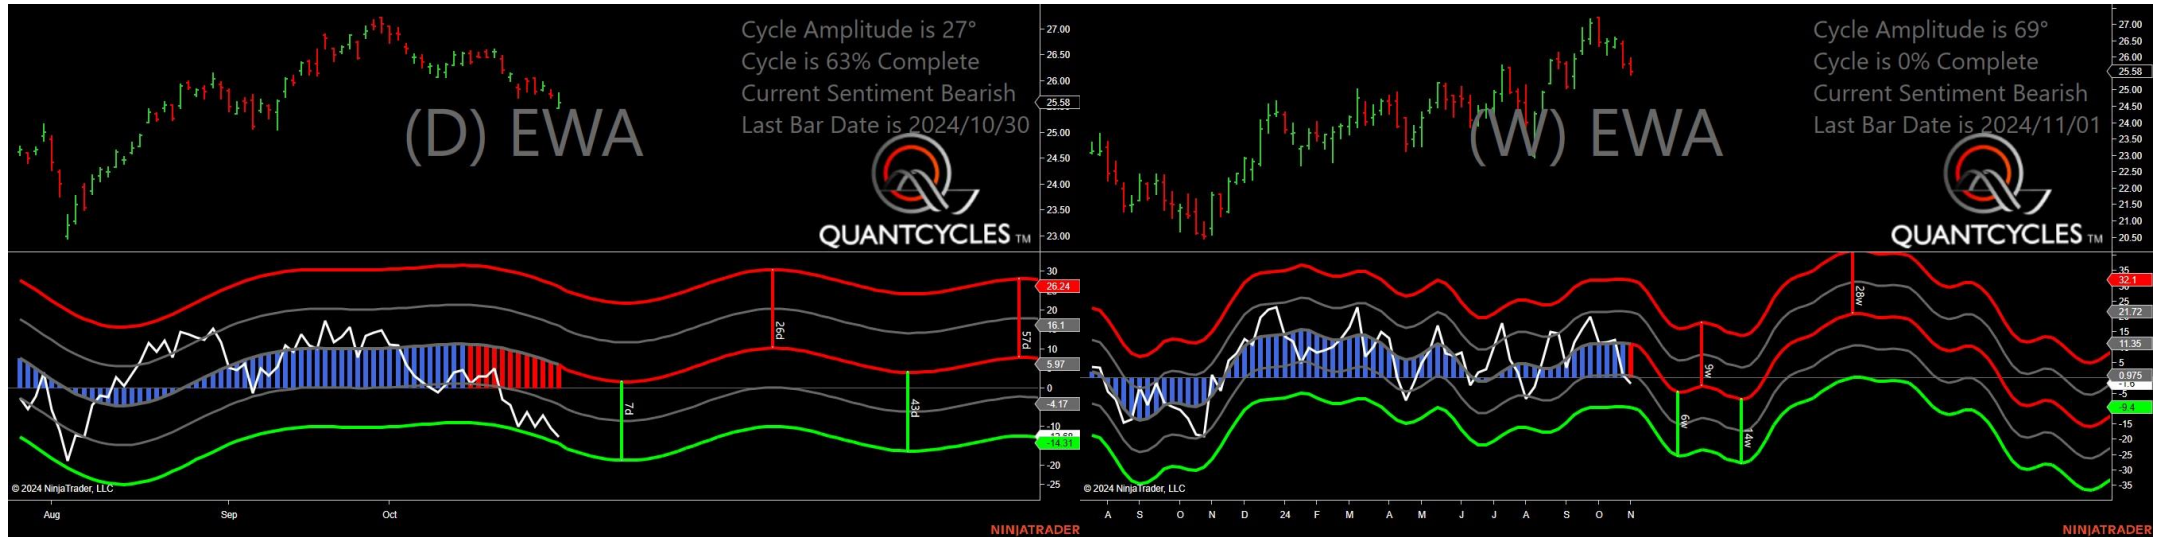 Cycle Amplitude is 27°
Cycle is 63% Complete
Current Sentiment Bearish
Last Bar Date is 2024/10/30
(D) EWA
QUANTCYCLES TM
27.00
26.50
26.00
25.58
25.00
24.50
24.00
23.50
23.00
30
26.24
20
16.1
10
5.97
0
-4.17
-10
-14.31
-20
-25
7d
26d
43d
57d
© 2024 NinjaTrader, LLC
Aug Sep Oct
NINJATRADER
Cycle Amplitude is 69°
Cycle is 0% Complete
Current Sentiment Bearish
Last Bar Date is 2024/11/01
(W) EWA
QUANTCYCLES TM
27.00
26.50
26.00
25.58
25.00
24.50
24.00
23.50
23.00
22.50
22.00
21.50
21.00
20.50
35
32.1
30
21.72
15
11.35
5
0.975
-1.6
-5
-9.4
-15
-20
-25
-30
-35
6w
9w
14w
28w
© 2024 NinjaTrader, LLC
A S O N D 24 F M A M J J A S O N
NINJATRADER